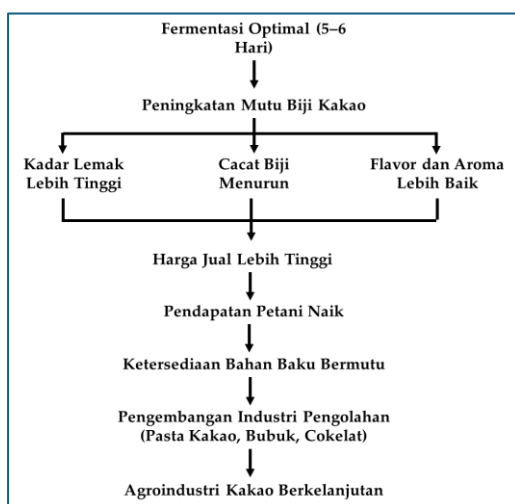 Fermentasi Optimal (5–6
Hari)
Peningkatan Mutu Biji Kakao
Kadar Lemak
Lebih Tinggi
Cacat Biji
Menurun
Flavor dan Aroma
Lebih Baik
Harga Jual Lebih Tinggi
Pendapatan Petani Naik
Ketersediaan Bahan Baku Bermutu
Pengembangan Industri Pengolahan
(Pasta Kakao, Bubuk, Cokelat)
Agroindustri Kakao Berkelanjutan